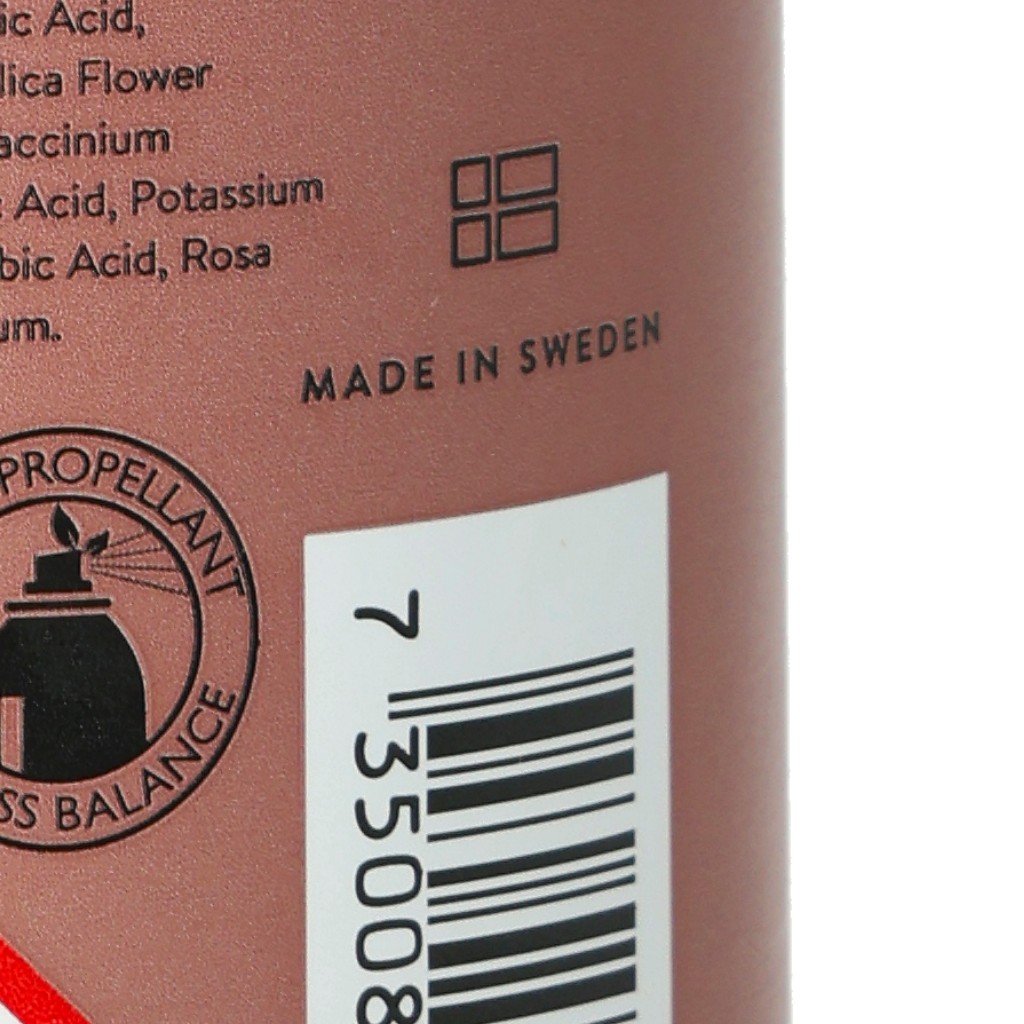 ic Acid,
lica Flower
accinium
Acid, Potassium
bic Acid, Rosa
um.
MADE IN SWEDEN
PROPELLANT
SS BALANCE
7 35008